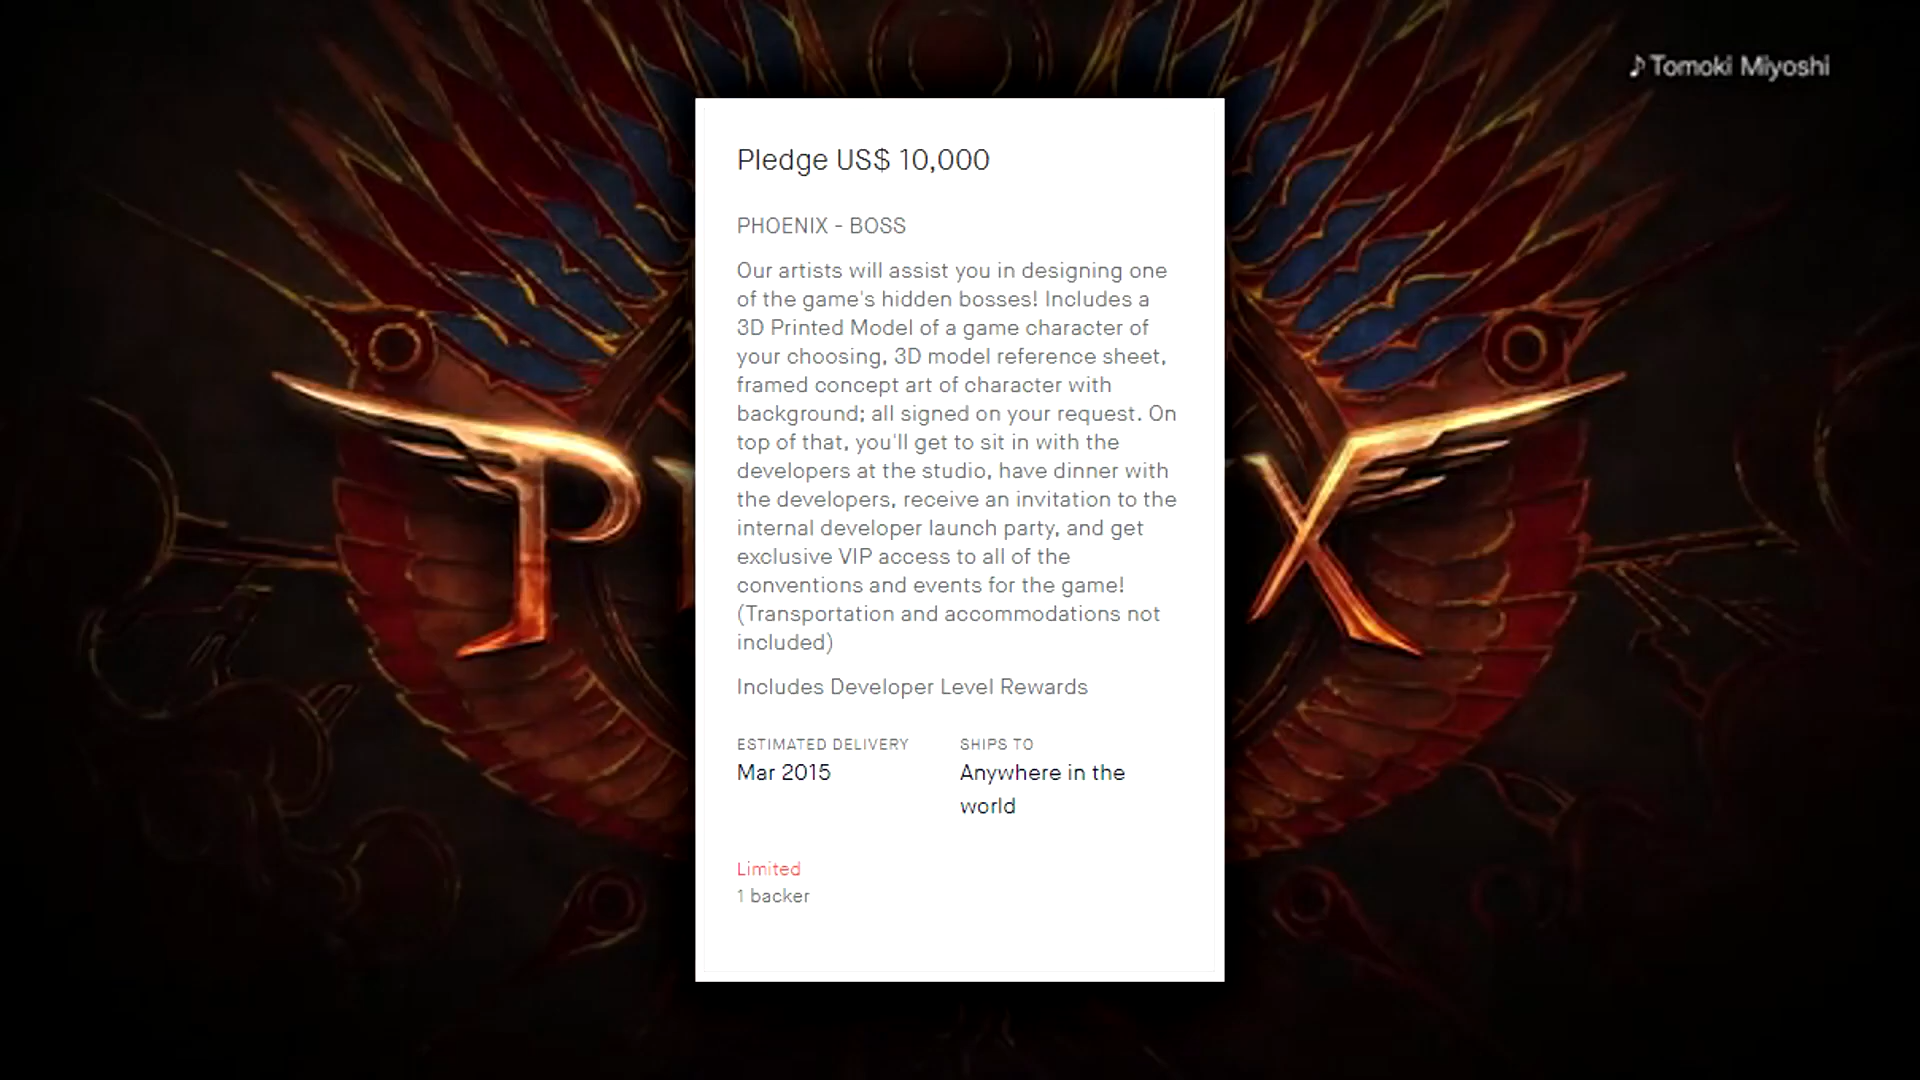 ♪ Tomoki Miyoshi
Pledge US$ 10,000
PHOENIX - BOSS
Our artists will assist you in designing one
of the game's hidden bosses! Includes a
3D Printed Model of a game character of
your choosing, 3D model reference sheet,
framed concept art of character with
background; all signed on your request. On
top of that, you'll get to sit in with the
developers at the studio, have dinner with
the developers, receive an invitation to the
internal developer launch party, and get
exclusive VIP access to all of the
conventions and events for the game!
(Transportation and accommodations not
included)
Includes Developer Level Rewards
ESTIMATED DELIVERY
Mar 2015
SHIPS TO
Anywhere in the
world
Limited
1 backer